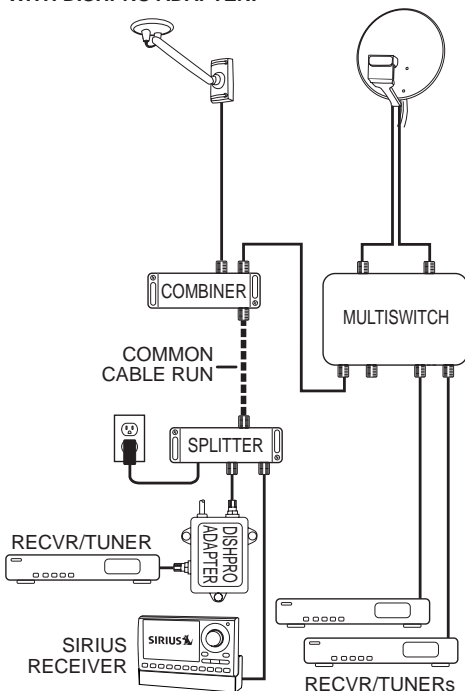 WITH DISHPRO ADAPTER:
COMBINER
MULTISWITCH
COMMON
CABLE RUN
SPLITTER
DISHPRO
ADAPTER
RECVR/TUNER
SIRIUS
SIRIUS
RECEIVER
RECVR/TUNERs